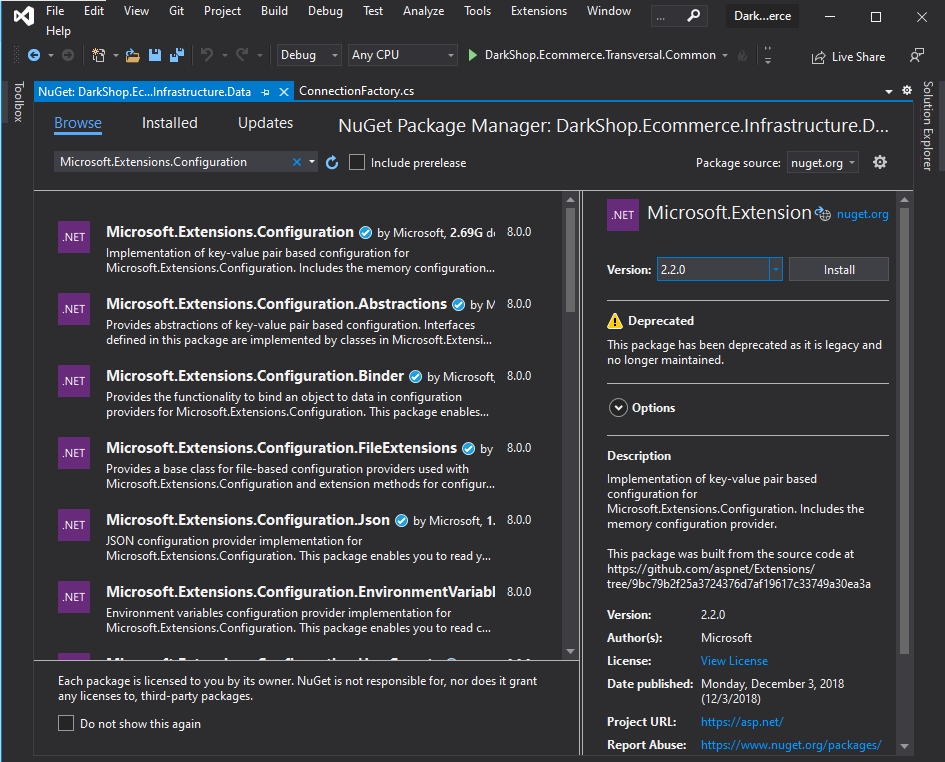 File Edit View Git Project Build Debug Test Analyze Tools Extensions Window ... Dark...erce
Help
Debug Any CPU DarkShop.Ecommerce.Transversal.Common Live Share
Toolbox
NuGet: DarkShop.Ec...Infrastructure.Data ConnectionFactory.cs
Solution Explorer
Browse Installed Updates NuGet Package Manager: DarkShop.Ecommerce.Infrastructure.D...
Microsoft.Extensions.Configuration Include prerelease Package source: nuget.org
.NET Microsoft.Extensions.Configuration by Microsoft, 2.69G 8.0.0
Implementation of key-value pair based configuration for
Microsoft.Extensions.Configuration. Includes the memory configuration...
.NET Microsoft.Extensions.Configuration.Abstractions by M 8.0.0
Provides abstractions of key-value pair based configuration. Interfaces
defined in this package are implemented by classes in Microsoft.Extensi...
.NET Microsoft.Extensions.Configuration.Binder by Microsoft, 8.0.0
Provides the functionality to bind an object to data in configuration
providers for Microsoft.Extensions.Configuration. This package enables...
.NET Microsoft.Extensions.Configuration.FileExtensions by 8.0.0
Provides a base class for file-based configuration providers used with
Microsoft.Extensions.Configuration and extension methods for configur...
.NET Microsoft.Extensions.Configuration.Json by Microsoft, 1. 8.0.0
JSON configuration provider implementation for
Microsoft.Extensions.Configuration. This package enables you to read y...
.NET Microsoft.Extensions.Configuration.EnvironmentVariabl 8.0.0
Environment variables configuration provider implementation for
Microsoft.Extensions.Configuration. This package enables you to read c...
Each package is licensed to you by its owner. NuGet is not responsible for, nor does it grant
any licenses to, third-party packages.
Do not show this again
.NET Microsoft.Extension nuget.org
Version: 2.2.0 Install
Deprecated
This package has been deprecated as it is legacy and
no longer maintained.
Options
Description
Implementation of key-value pair based
configuration for
Microsoft.Extensions.Configuration. Includes the
memory configuration provider.
This package was built from the source code at
https://github.com/aspnet/Extensions/
tree/9bc79b2f25a3724376d7af19617c33749a30ea3a
Version: 2.2.0
Author(s): Microsoft
License: View License
Date published: Monday, December 3, 2018
(12/3/2018)
Project URL: https://asp.net/
Report Abuse: https://www.nuget.org/packages/